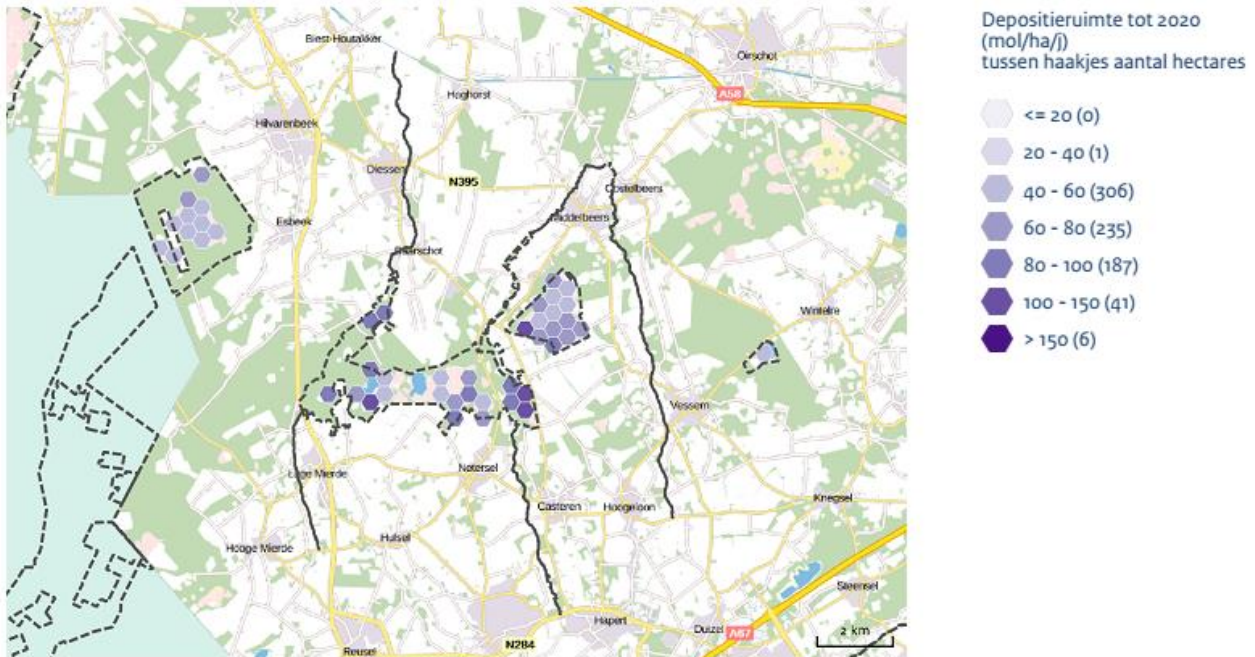 Depositieruimte tot 2020
(mol/ha/j)
tussen haakjes aantal hectares
<= 20 (0)
20 - 40 (1)
40 - 60 (306)
60 - 80 (235)
80 - 100 (187)
100 - 150 (41)
> 150 (6)
Biest-Houtakker
Oirschot
A58
Haghorst
Hilvarenbeek
Diessen
N395
Oostelbeers
Middelbeers
Esbeek
Wintelre
Vessem
Lage Mierde
Netersel
Casteren
Hoogeloon
Knegsel
Hulsel
Hooge Mierde
Steensel
Hapert
Duizel
A67
2 km
N284
Reusel